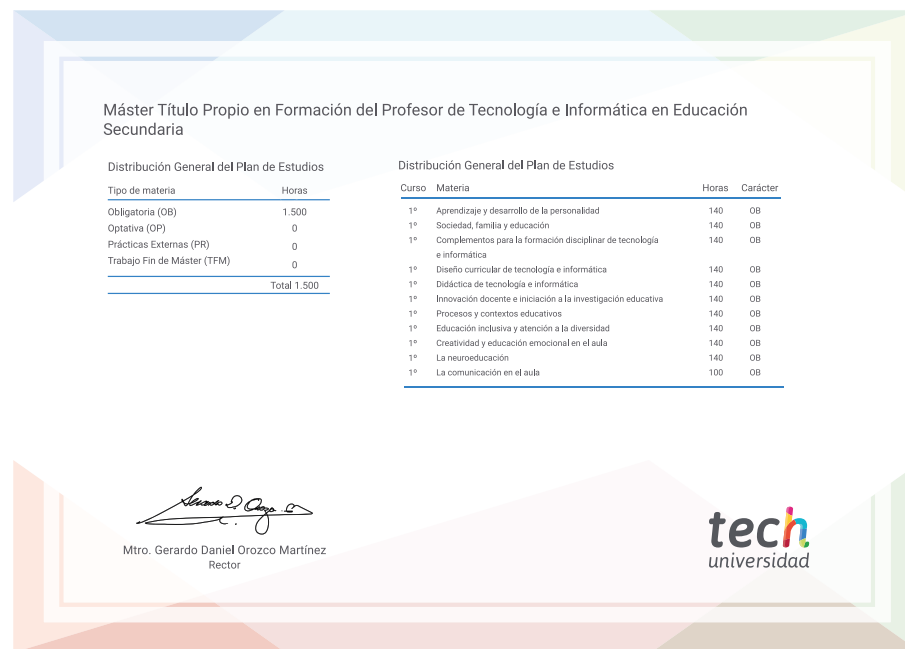 Máster Título Propio en Formación del Profesor de Tecnología e Informática en Educación
Secundaria
Distribución General del Plan de Estudios
Tipo de materia Horas
Obligatoria (OB) 1.500
Optativa (OP) 0
Prácticas Externas (PR) 0
Trabajo Fin de Máster (TFM) 0
Total 1.500
Distribución General del Plan de Estudios
Curso Materia Horas Carácter
1º Aprendizaje y desarrollo de la personalidad 140 OB
1º Sociedad, familia y educación 140 OB
1º Complementos para la formación disciplinar de tecnología 140 OB
e informática
1º Diseño curricular de tecnología e informática 140 OB
1º Didáctica de tecnología e informática 140 OB
1º Innovación docente e iniciación a la investigación educativa 140 OB
1º Procesos y contextos educativos 140 OB
1º Educación inclusiva y atención a la diversidad 140 OB
1º Creatividad y educación emocional en el aula 140 OB
1º La neuroeducación 140 OB
1º La comunicación en el aula 100 OB
Mtro. Gerardo Daniel Orozco Martínez
Rector
tech
universidad